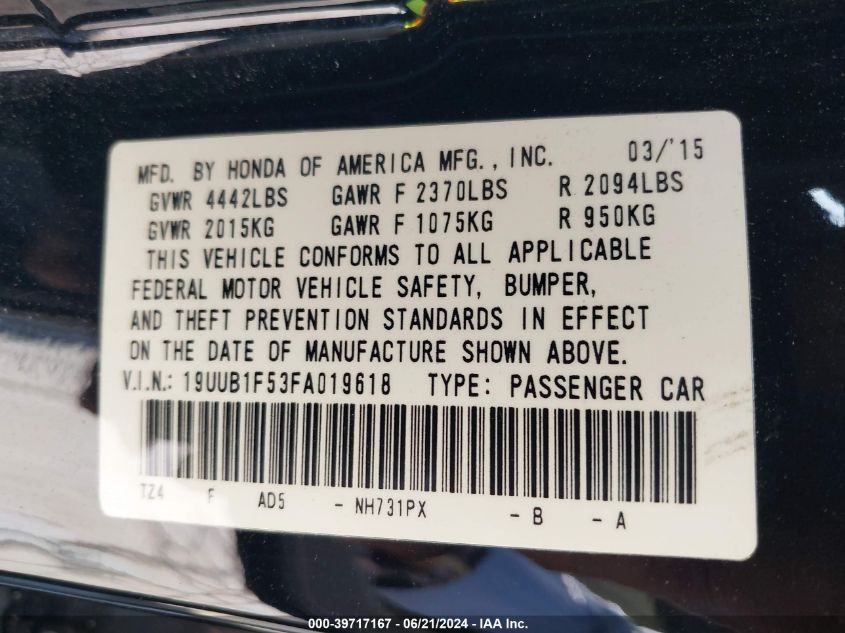 MFD. BY HONDA OF AMERICA MFG., INC. 03/'15
GVWR 4442LBS GAWR F 2370LBS R 2094LBS
GVWR 2015KG GAWR F 1075KG R 950KG
THIS VEHICLE CONFORMS TO ALL APPLICABLE
FEDERAL MOTOR VEHICLE SAFETY, BUMPER,
AND THEFT PREVENTION STANDARDS IN EFFECT
ON THE DATE OF MANUFACTURE SHOWN ABOVE.
V.I.N.: 19UUB1F53FA019618 TYPE: PASSENGER CAR
TZ4 F AD5 - NH731PX - B - A
000-39717167 / 06/21/2024 - IAA Inc.